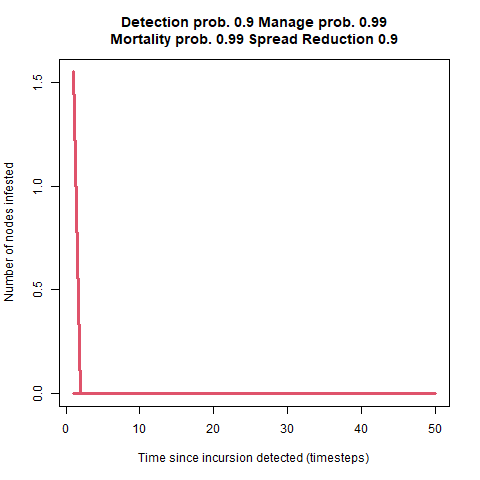 Detection prob. 0.9 Manage prob. 0.99
Mortality prob. 0.99 Spread Reduction 0.9
Number of nodes infested
1.5
1.0
0.5
0.0
0 10 20 30 40 50
Time since incursion detected (timesteps)